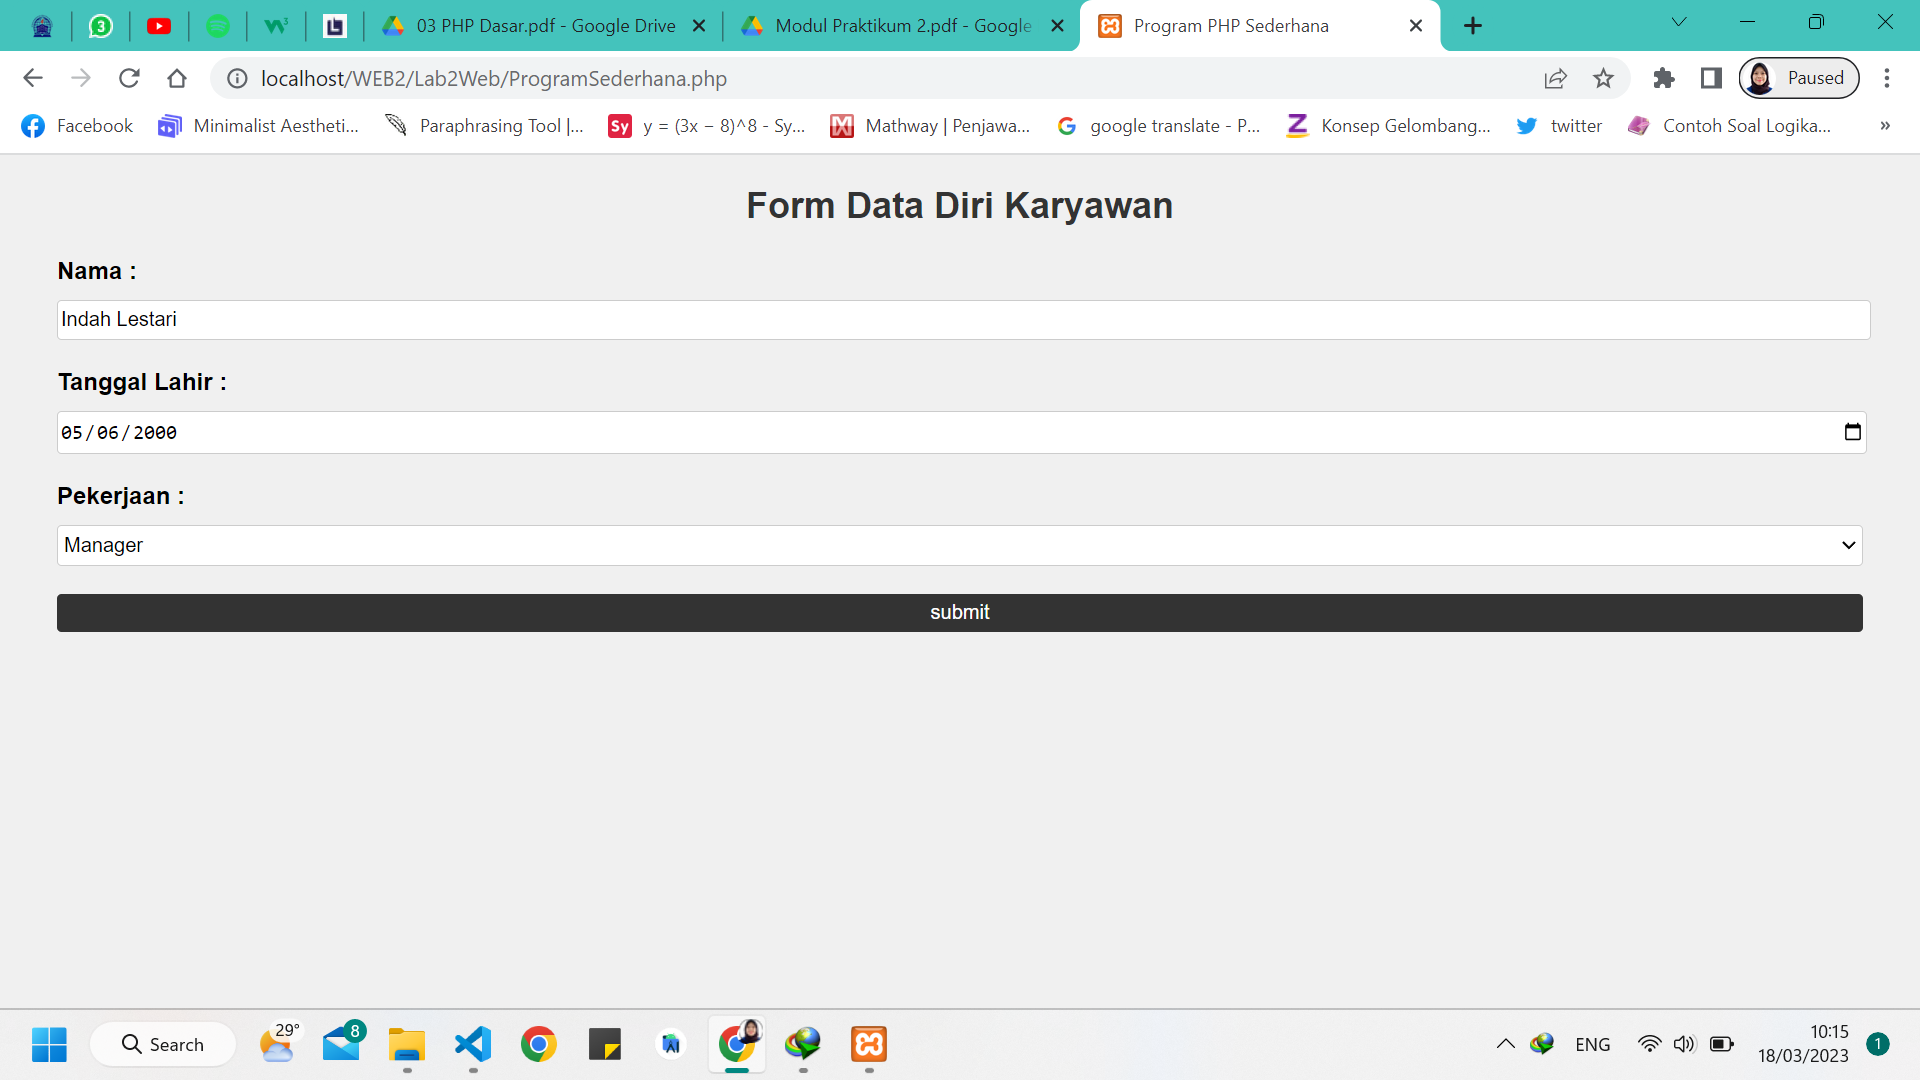 3
03 PHP Dasar.pdf - Google Drive
Modul Praktikum 2.pdf - Google
Program PHP Sederhana
localhost/WEB2/Lab2Web/ProgramSederhana.php
Paused
Facebook
Minimalist Aestheti...
Paraphrasing Tool |...
Sy y = (3x − 8)^8 - Sy...
Mathway | Penjawa...
google translate - P...
Konsep Gelombang...
twitter
Contoh Soal Logika...
»
Form Data Diri Karyawan
Nama :
Indah Lestari
Tanggal Lahir :
05/06/2000
Pekerjaan :
Manager
submit
Search
29°
8
ENG
10:15
18/03/2023
1